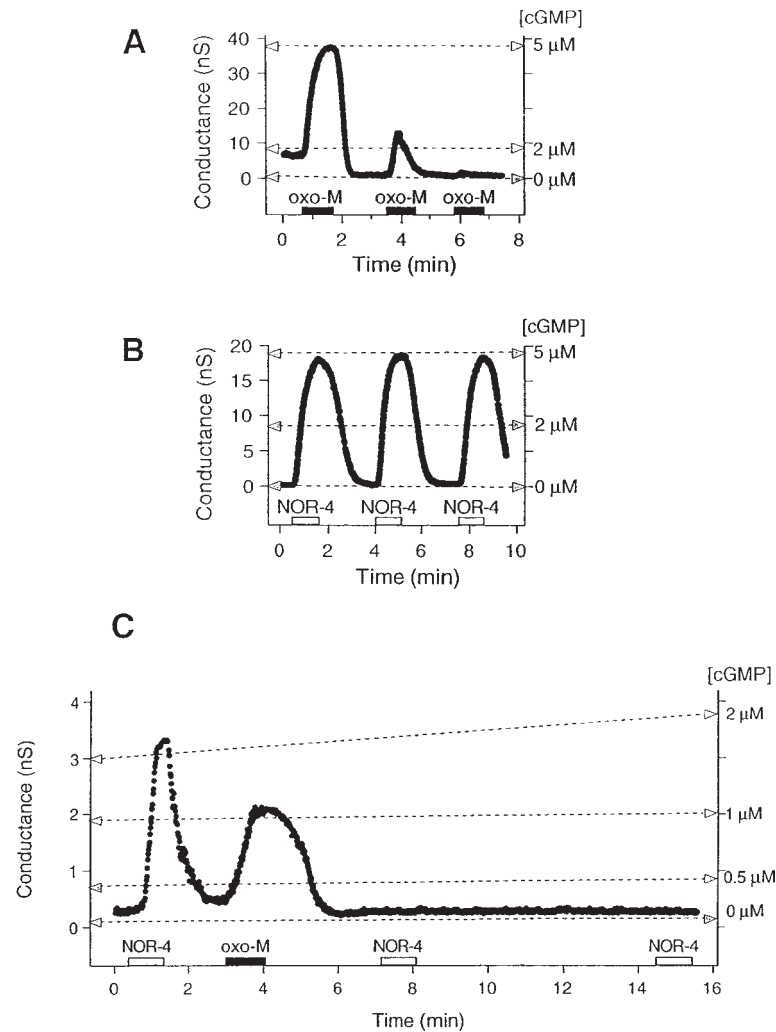 A
[cGMP]
Conductance (nS)
40
30
20
10
0
5 µM
2 µM
0 µM
oxo-M oxo-M oxo-M
0 2 4 6 8
Time (min)
B
[cGMP]
Conductance (nS)
20
15
10
5
0
5 µM
2 µM
0 µM
NOR-4 NOR-4 NOR-4
0 2 4 6 8 10
Time (min)
C
[cGMP]
Conductance (nS)
4
3
2
1
0
2 µM
1 µM
0.5 µM
0 µM
NOR-4 oxo-M NOR-4 NOR-4
0 2 4 6 8 10 12 14 16
Time (min)